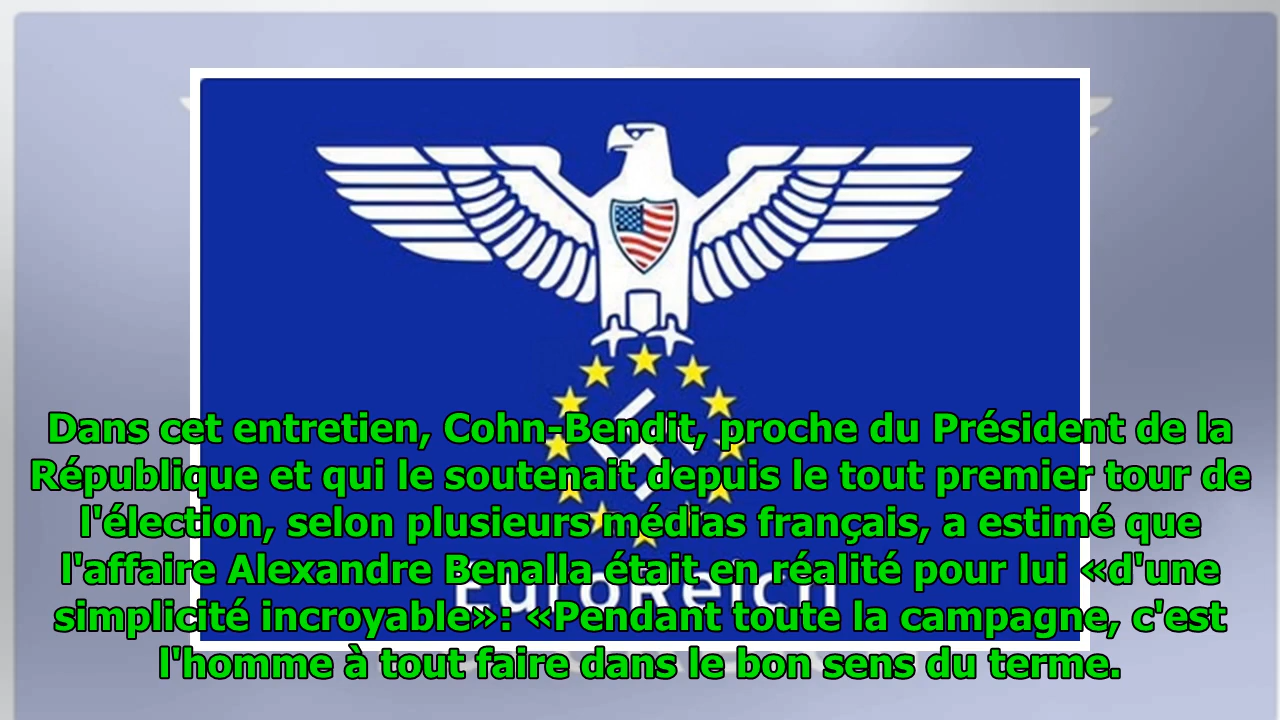 Dans cet entretien, Cohn-Bendit, proche du Président de la
République et qui le soutenait depuis le tout premier tour de
l'élection, selon plusieurs médias français, a estimé que
l'affaire Alexandre Benalla était en réalité pour lui «d'une
simplicité incroyable»: «Pendant toute la campagne, c'est
l'homme à tout faire dans le bon sens du terme.
EuroReich